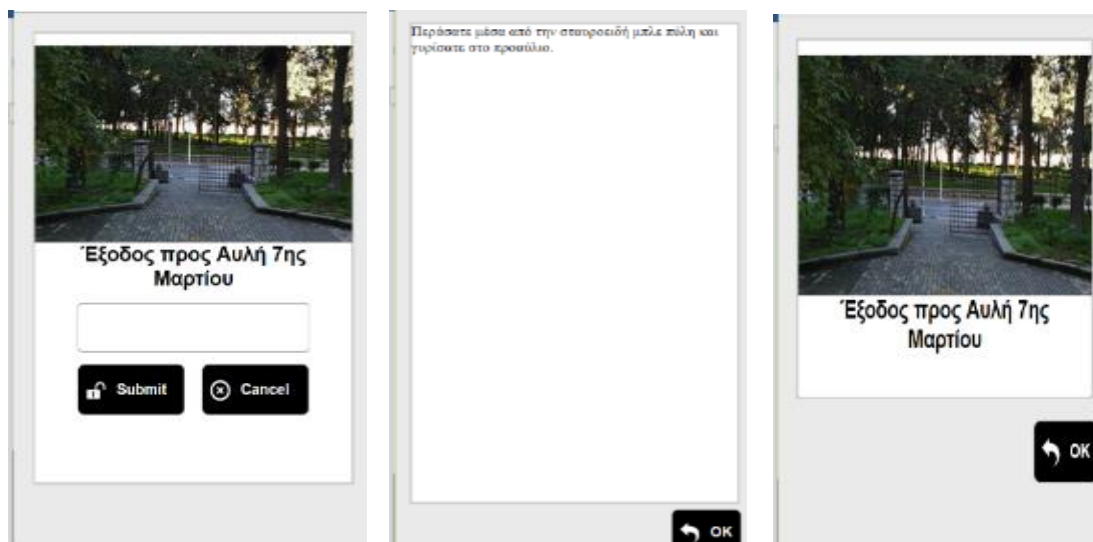 Έξοδος προς Αυλή 7ης
Μαρτίου
Submit
Cancel
Περάσατε μέσα από την σταυροειδή μπλε πύλη και
γυρίσατε στο προαύλιο.
OK
Έξοδος προς Αυλή 7ης
Μαρτίου
OK